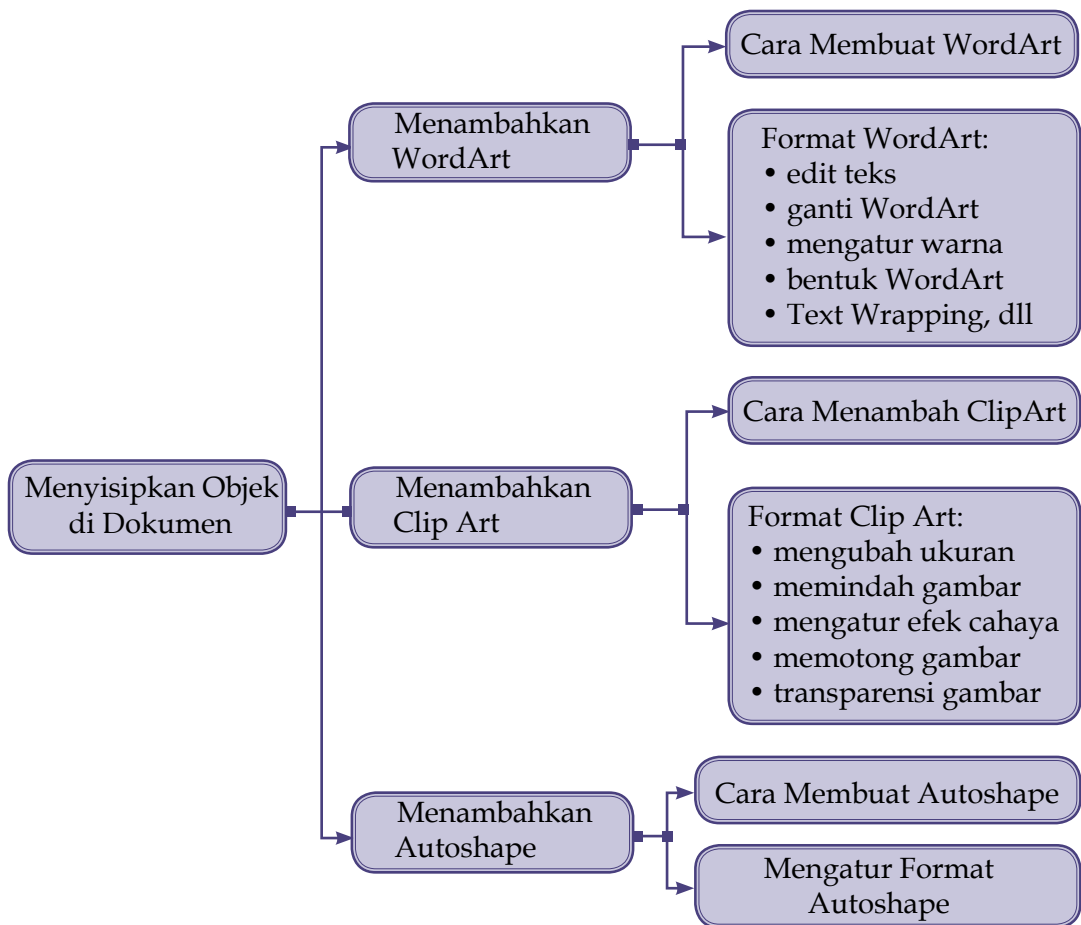 Menyisipkan Objek
di Dokumen
Menambahkan
WordArt
Cara Membuat WordArt
Format WordArt:
• edit teks
• ganti WordArt
• mengatur warna
• bentuk WordArt
• Text Wrapping, dll
Menambahkan
Clip Art
Cara Menambah ClipArt
Format Clip Art:
• mengubah ukuran
• memindah gambar
• mengatur efek cahaya
• memotong gambar
• transparensi gambar
Menambahkan
Autoshape
Cara Membuat Autoshape
Mengatur Format
Autoshape